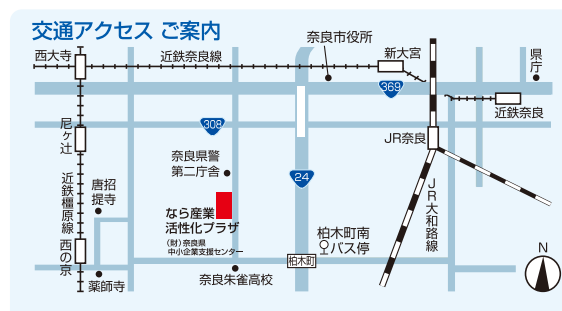 交通アクセス ご案内
西大寺
近鉄奈良線
奈良市役所
新大宮
県庁
369
近鉄奈良
尼ヶ辻
308
JR奈良
奈良県警
第二庁舎
24
近鉄橿原線
唐招
提寺
なら産業
活性化プラザ
(財)奈良県
中小企業支援センター
JR大和路線
柏木町南
バス停
西の京
柏木町
薬師寺
奈良朱雀高校
N